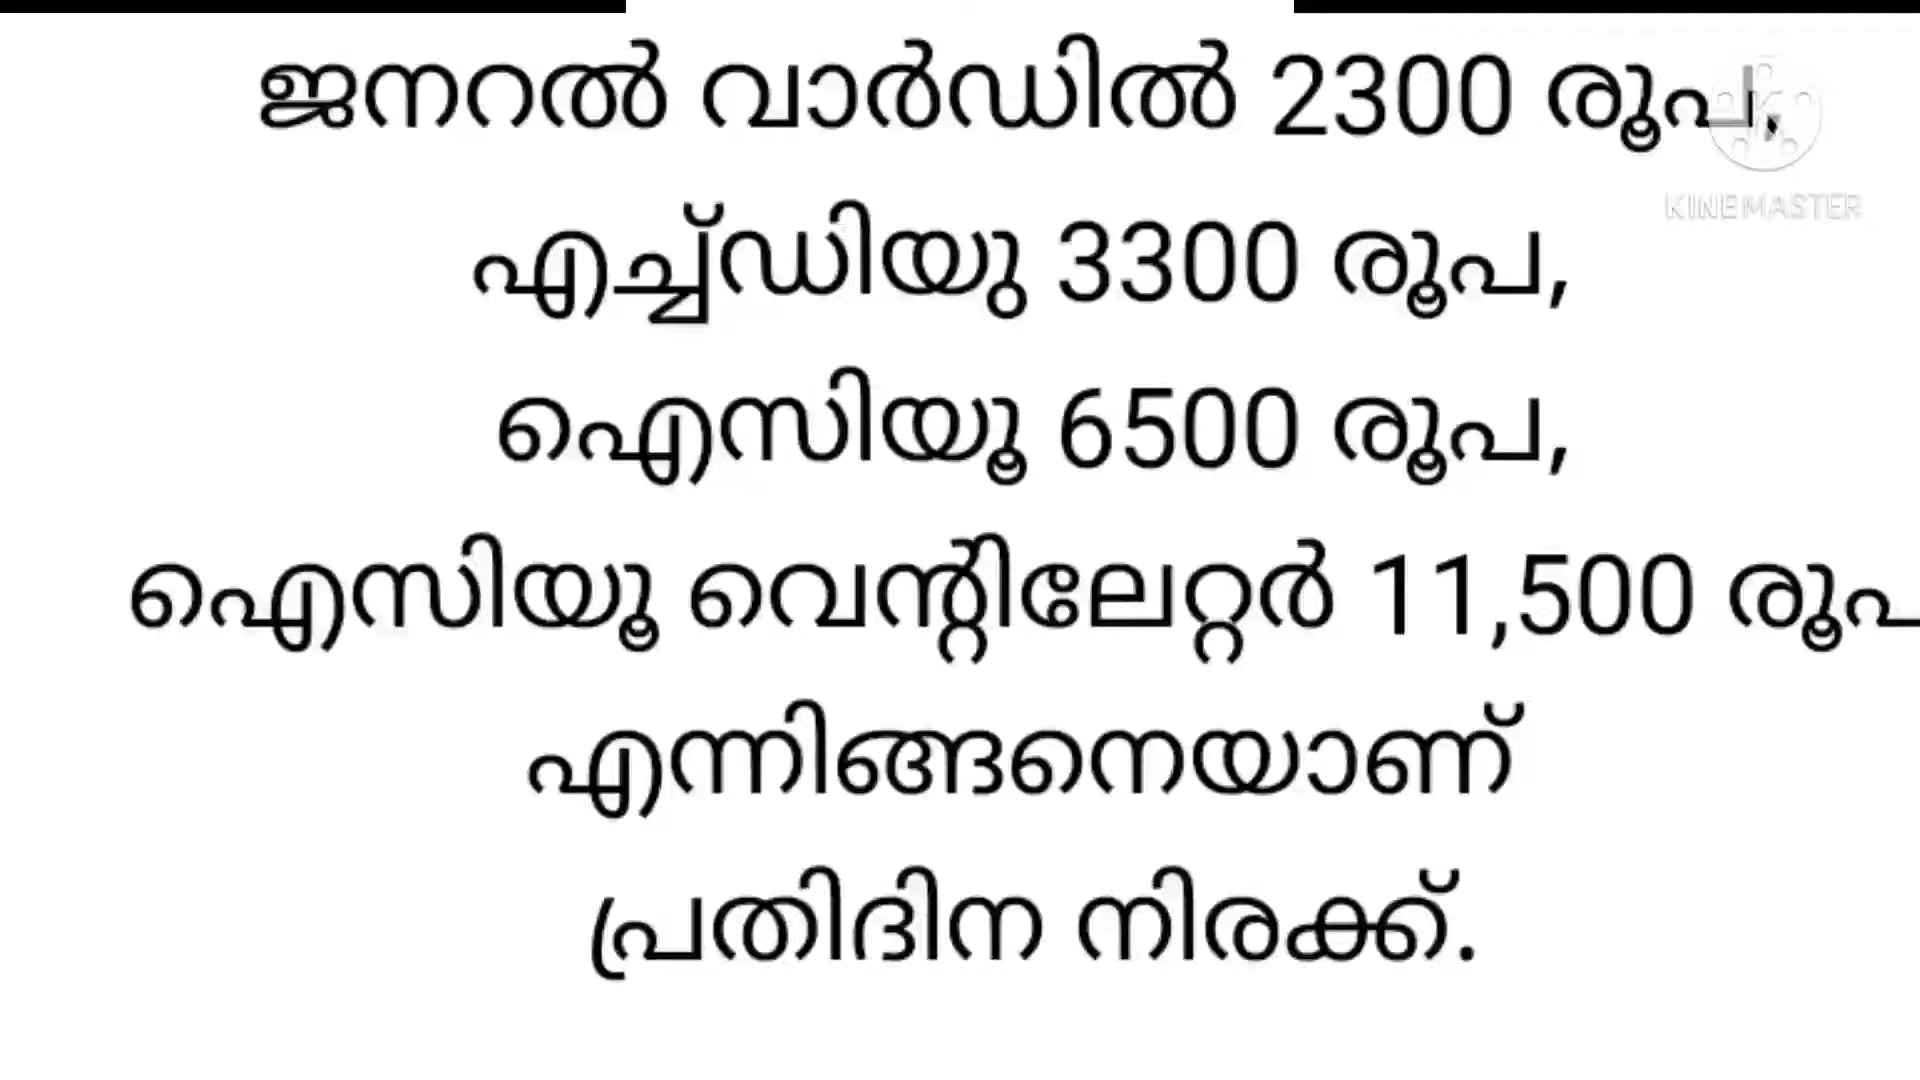 ജനറൽ വാർഡിൽ 2300 രൂപ,
KINEMASTER
എച്ച്ഡിയു 3300 രൂപ,
ഐസിയൂ 6500 രൂപ,
ഐസിയൂ വെന്റിലേറ്റർ 11,500 രൂപ
എന്നിങ്ങനെയാണ്
പ്രതിദിന നിരക്ക്.